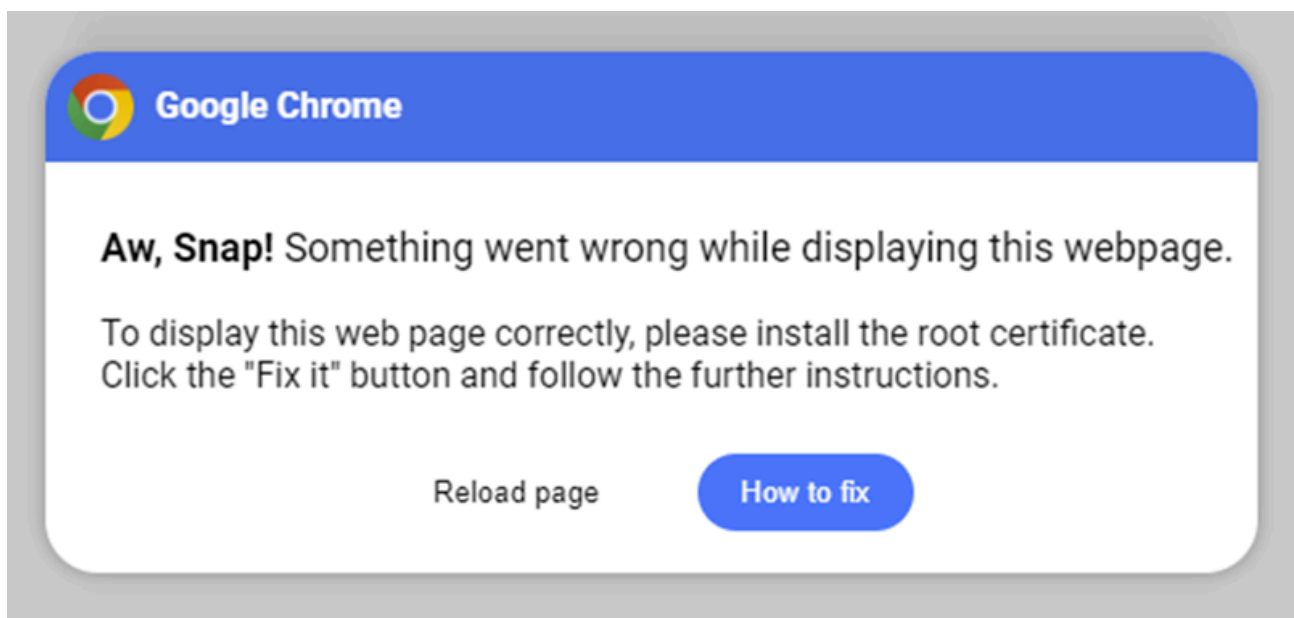 Google Chrome
Aw, Snap! Something went wrong while displaying this webpage.
To display this web page correctly, please install the root certificate.
Click the "Fix it" button and follow the further instructions.
Reload page
How to fix